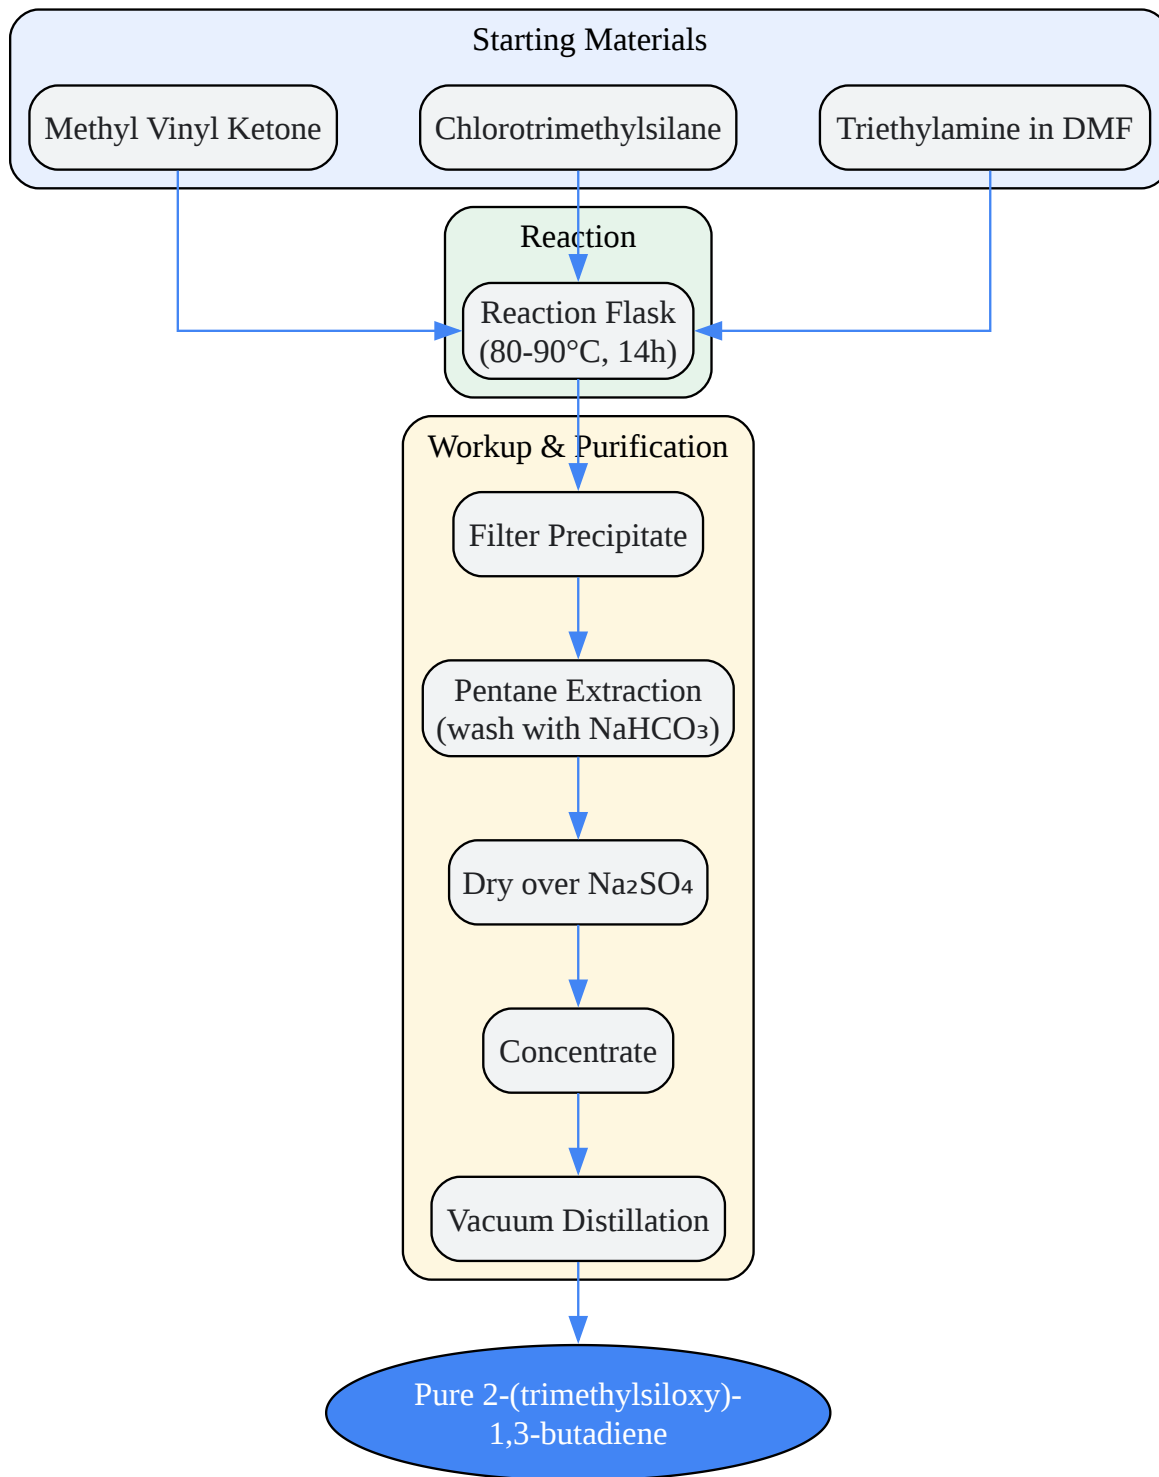 Starting Materials
Methyl Vinyl Ketone
Chlorotrimethylsilane
Triethylamine in DMF
Reaction
Reaction Flask
(80-90°C, 14h)
Workup & Purification
Filter Precipitate
Pentane Extraction
(wash with NaHCO₃)
Dry over Na₂SO₄
Concentrate
Vacuum Distillation
Pure 2-(trimethylsiloxy)-
1,3-butadiene